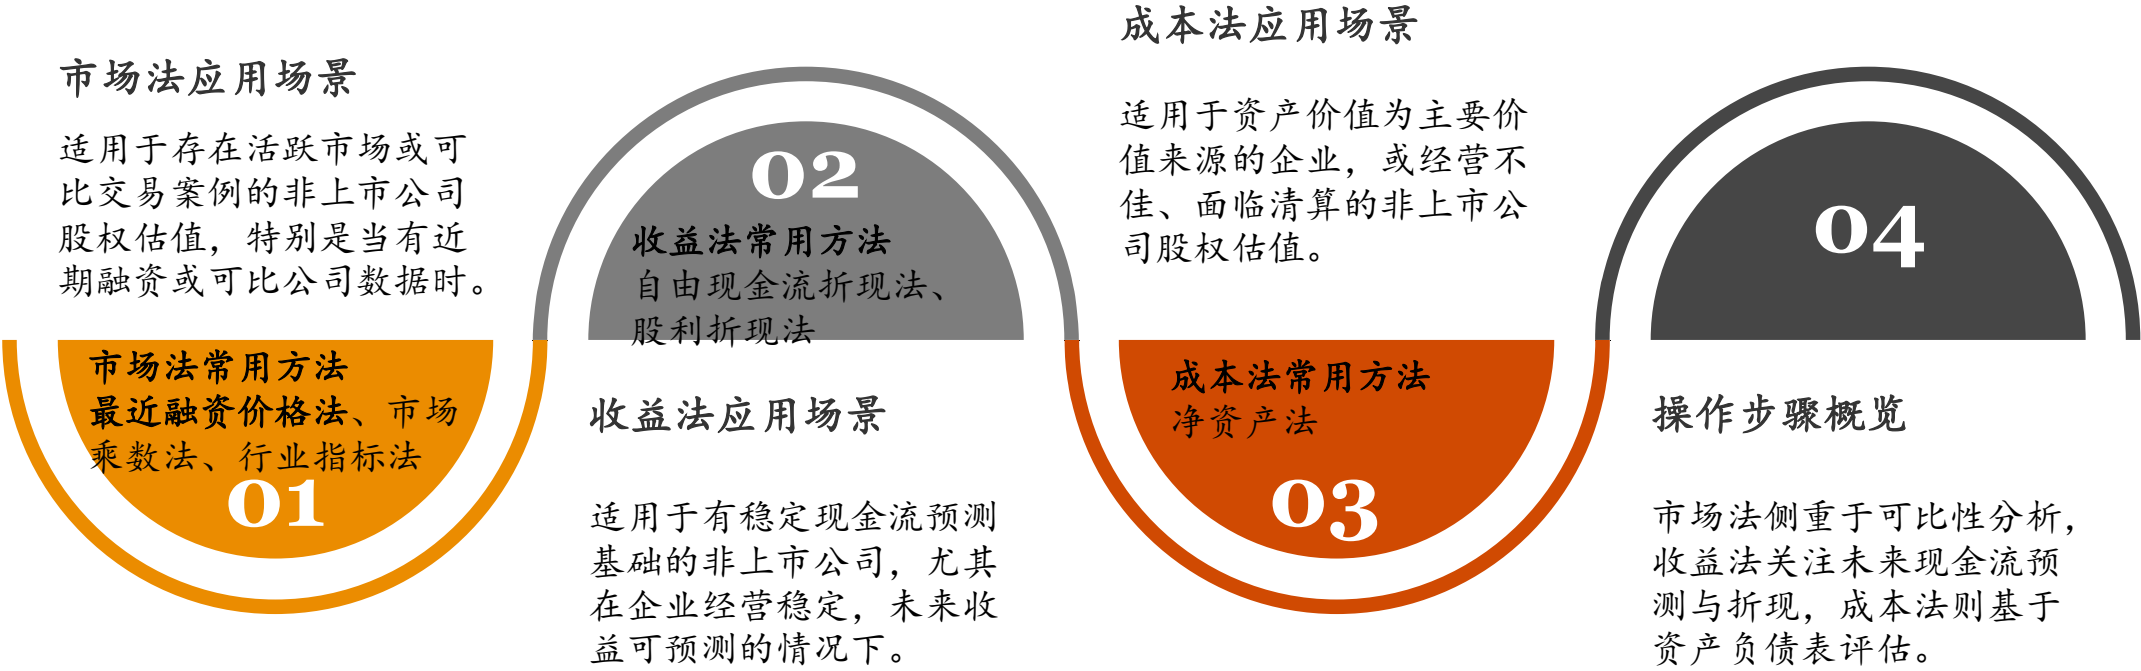 市场法应用场景
适用于存在活跃市场或可
比交易案例的非上市公司
股权估值，特别是当有近
期融资或可比公司数据时。
市场法常用方法
最近融资价格法、市场
乘数法、行业指标法
01
02
收益法常用方法
自由现金流折现法、
股利折现法
收益法应用场景
适用于有稳定现金流预测
基础的非上市公司，尤其
在企业经营稳定，未来收
益可预测的情况下。
成本法应用场景
适用于资产价值为主要价
值来源的企业，或经营不
佳、面临清算的非上市公
司股权估值。
成本法常用方法
净资产法
03
04
操作步骤概览
市场法侧重于可比性分析，
收益法关注未来现金流预
测与折现，成本法则基于
资产负债表评估。